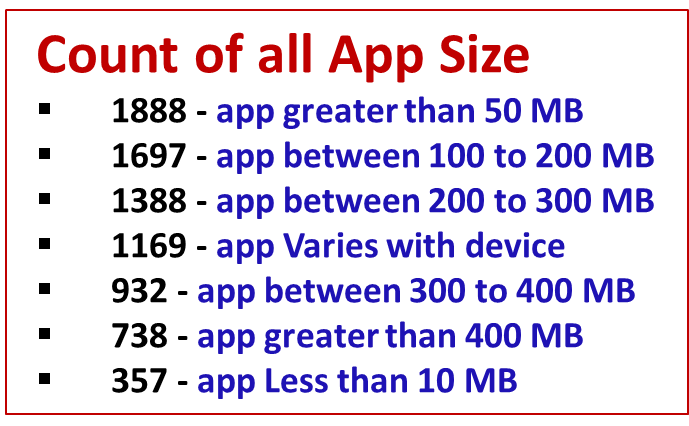 Count of all App Size
▪ 1888 - app greater than 50 MB
▪ 1697 - app between 100 to 200 MB
▪ 1388 - app between 200 to 300 MB
▪ 1169 - app Varies with device
▪ 932 - app between 300 to 400 MB
▪ 738 - app greater than 400 MB
▪ 357 - app Less than 10 MB